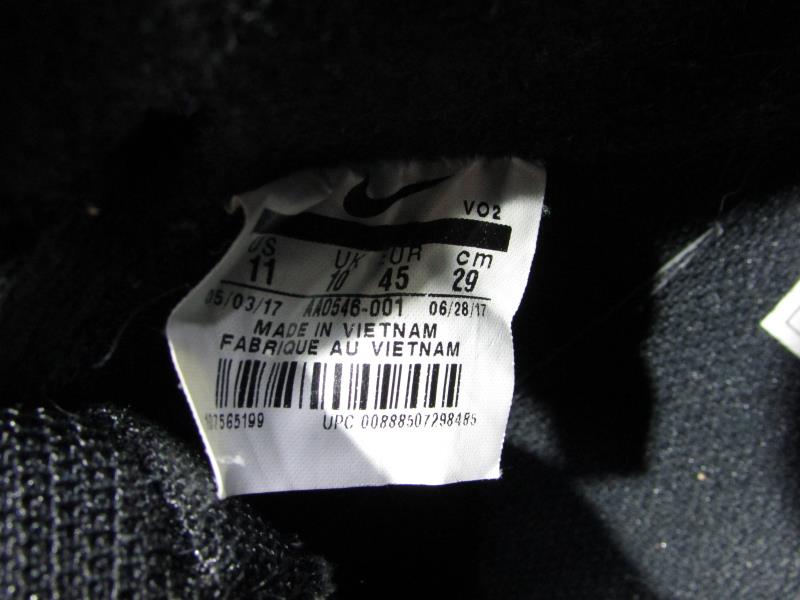 VO2
US UK EUR cm
11 10 45 29
05/03/17 AA0546-001 06/28/17
MADE IN VIETNAM
FABRIQUE AU VIETNAM
UPC 00888507298485